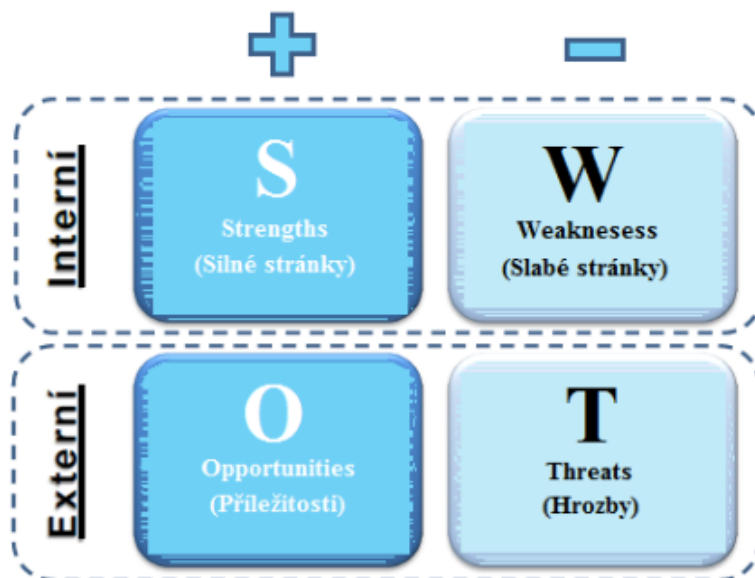 Interní
S
Strengths
(Silné stránky)
W
Weaknesess
(Slabé stránky)
Externí
O
Opportunities
(Příležitosti)
T
Threats
(Hrozby)